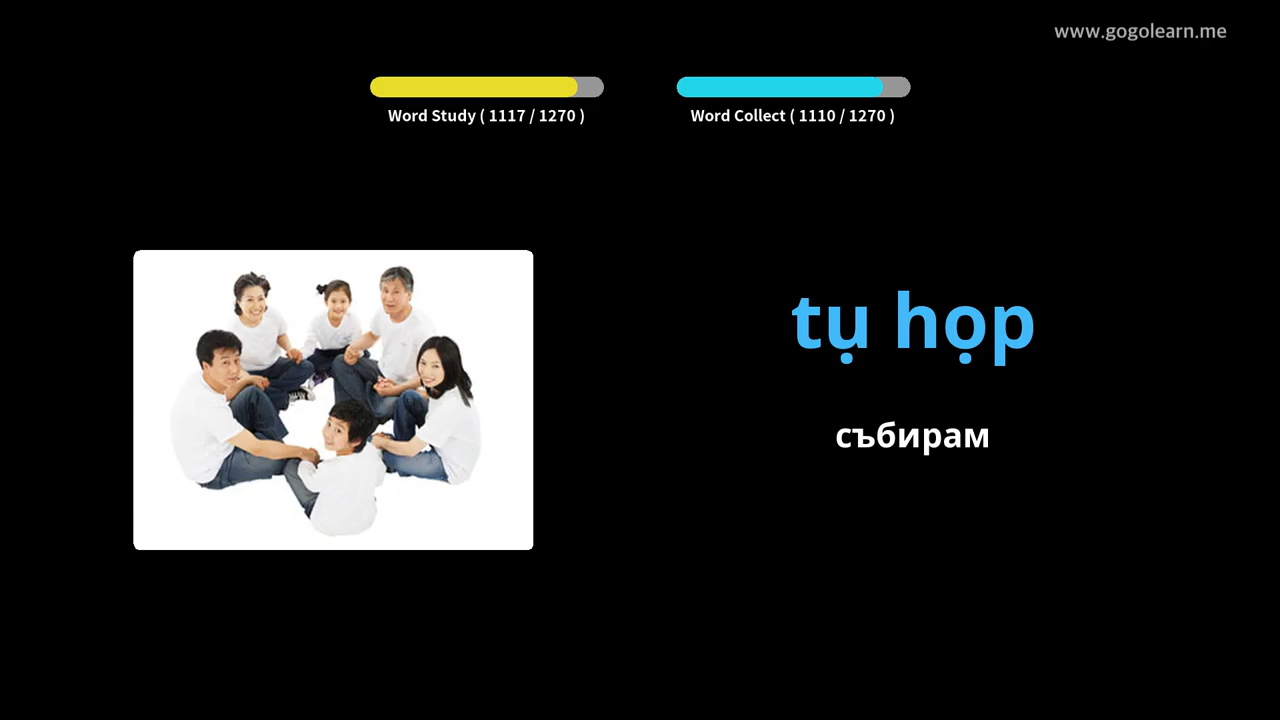 www.gogolearn.me
Word Study ( 1117 / 1270 )
Word Collect ( 1110 / 1270 )
tụ họp
събирам